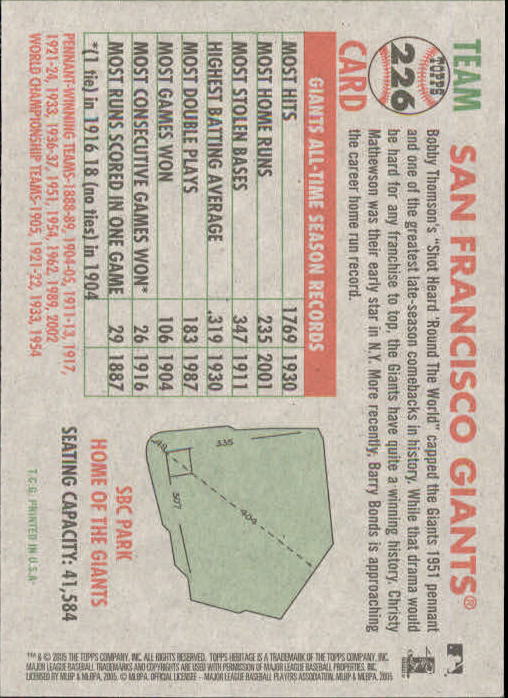 TEAM
TOPPS
226
CARD
SAN FRANCISCO GIANTS®
Bobby Thomson's "Shot Heard 'Round The World" capped the Giants 1951 pennant
and one of the greatest late-season comebacks in history. While that drama would
be hard for any franchise to top, the Giants have quite a winning history. Christy
Mathewson was their early star in N.Y. More recently, Barry Bonds is approaching
the career home run record.
GIANTS ALL-TIME SEASON RECORDS
MOST HITS 1769 1930
MOST HOME RUNS 235 2001
MOST STOLEN BASES 347 1911
HIGHEST BATTING AVERAGE .319 1930
MOST DOUBLE PLAYS 183 1987
MOST GAMES WON 106 1904
MOST CONSECUTIVE GAMES WON* 26 1916
MOST RUNS SCORED IN ONE GAME 29 1887
*(1 tie) in 1916 18 (no ties) in 1904
PENNANT-WINNING TEAMS-1888-89, 1904-05, 1911-13, 1917,
1921-24, 1933, 1936-37, 1951, 1954, 1962, 1989, 2002
WORLD CHAMPIONSHIP TEAMS-1905, 1921-22, 1933, 1954
335
404
307
48
SBC PARK
HOME OF THE GIANTS
SEATING CAPACITY: 41,584
T.C.G. PRINTED IN U.S.A.
™ & © 2005 THE TOPPS COMPANY, INC. ALL RIGHTS RESERVED. TOPPS HERITAGE IS A TRADEMARK OF THE TOPPS COMPANY, INC.
MAJOR LEAGUE BASEBALL TRADEMARKS AND COPYRIGHTS ARE USED WITH PERMISSION OF MAJOR LEAGUE BASEBALL PROPERTIES, INC.
LICENSED BY MLBP & MLBPA, 2005. © MLBPA. OFFICIAL LICENSEE - MAJOR LEAGUE BASEBALL PLAYERS ASSOCIATION. MLBP & MLBPA, 2005